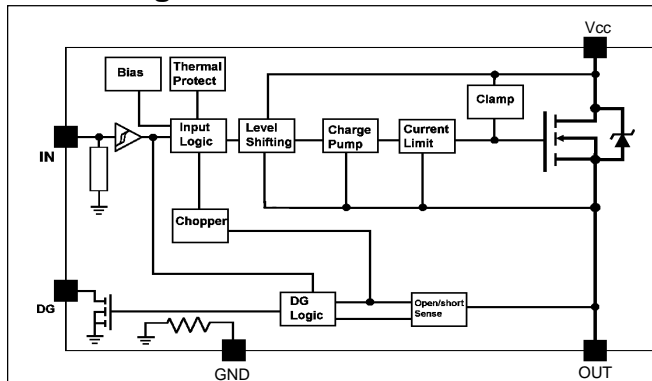 Vcc
Bias
Thermal
Protect
Clamp
IN
Input
Logic
Level
Shifting
Charge
Pump
Current
Limit
Chopper
DG
DG
Logic
Open/short
Sense
GND
OUT